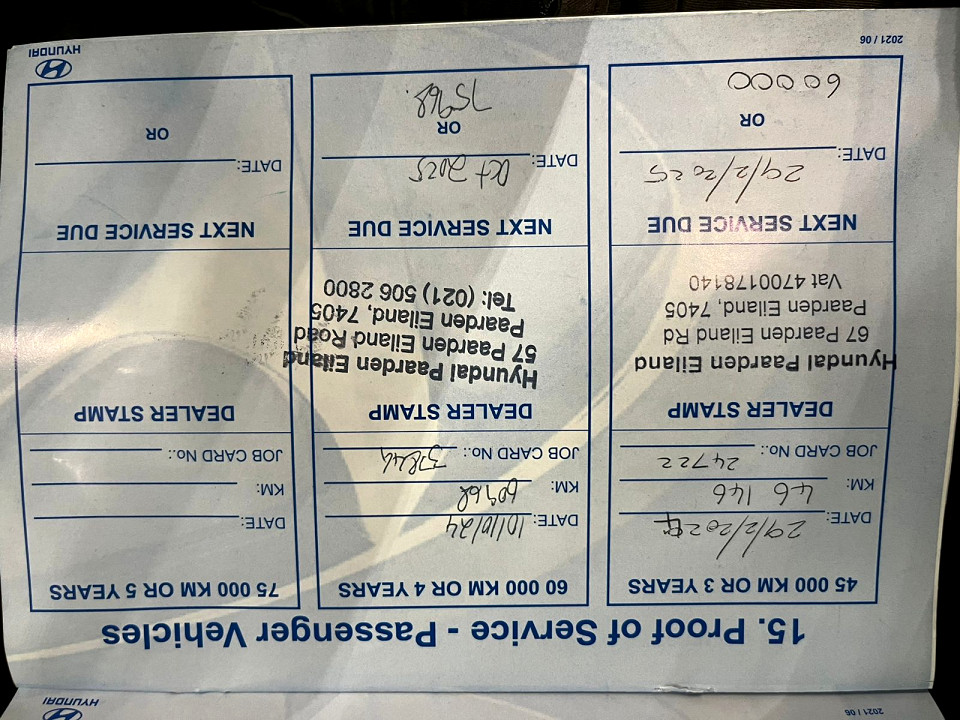 15. Proof of Service - Passenger Vehicles
45 000 KM OR 3 YEARS
DATE: 29/2/2024
KM: 46 146
JOB CARD No.: 24722
DEALER STAMP
Hyundai Paarden Eiland
67 Paarden Eiland Rd
Paarden Eiland, 7405
Vat 4700178140
NEXT SERVICE DUE
DATE: 29/2/2025
OR
60 000
60 000 KM OR 4 YEARS
DATE: 10/10/24
KM: 60968
JOB CARD No.:
DEALER STAMP
Hyundai Paarden Eiland
57 Paarden Eiland Road
Paarden Eiland, 7405
Tel: (021) 506 2800
NEXT SERVICE DUE
DATE: Oct 2025
OR
75968.
75 000 KM OR 5 YEARS
DATE:
KM:
JOB CARD No.:
DEALER STAMP
NEXT SERVICE DUE
DATE:
OR
2021 / 06
HYUNDAI
2021 / 06
HYUNDAI